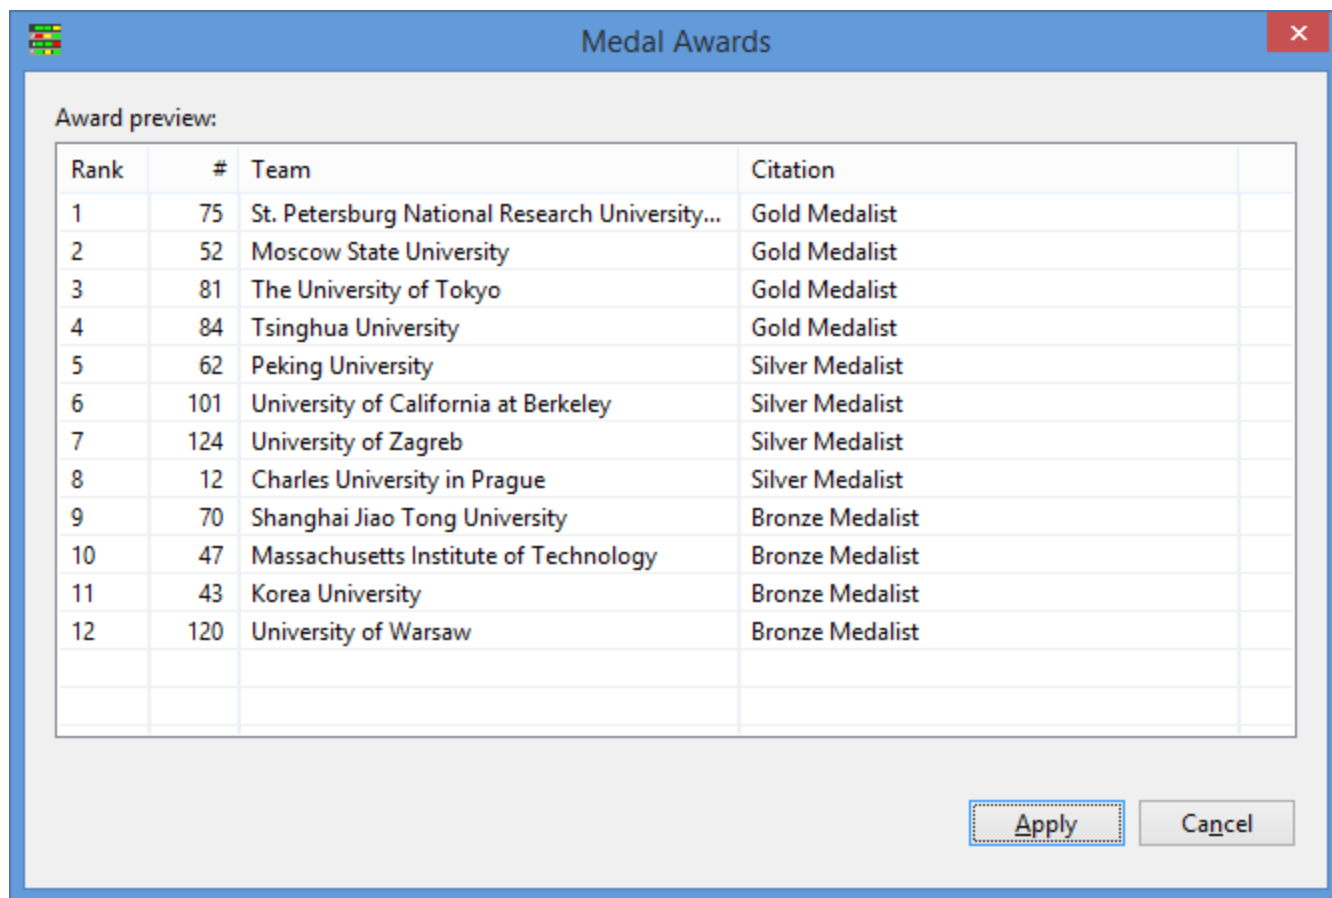 Medal Awards
Award preview:
Rank # Team Citation
1 75 St. Petersburg National Research University... Gold Medalist
2 52 Moscow State University Gold Medalist
3 81 The University of Tokyo Gold Medalist
4 84 Tsinghua University Gold Medalist
5 62 Peking University Silver Medalist
6 101 University of California at Berkeley Silver Medalist
7 124 University of Zagreb Silver Medalist
8 12 Charles University in Prague Silver Medalist
9 70 Shanghai Jiao Tong University Bronze Medalist
10 47 Massachusetts Institute of Technology Bronze Medalist
11 43 Korea University Bronze Medalist
12 120 University of Warsaw Bronze Medalist
Apply Cancel